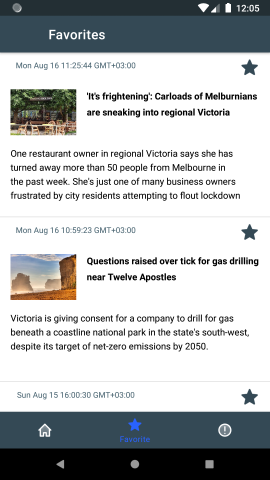 12:05
Favorites
Mon Aug 16 11:25:44 GMT+03:00
'It's frightening': Carloads of Melburnians
are sneaking into regional Victoria
One restaurant owner in regional Victoria says she has
turned away more than 50 people from Melbourne in
the past week. She's just one of many business owners
frustrated by city residents attempting to flout lockdown
Mon Aug 16 10:59:23 GMT+03:00
Questions raised over tick for gas drilling
near Twelve Apostles
Victoria is giving consent for a company to drill for gas
beneath a coastline national park in the state's south-west,
despite its target of net-zero emissions by 2050.
Sun Aug 15 16:00:30 GMT+03:00
Favorite